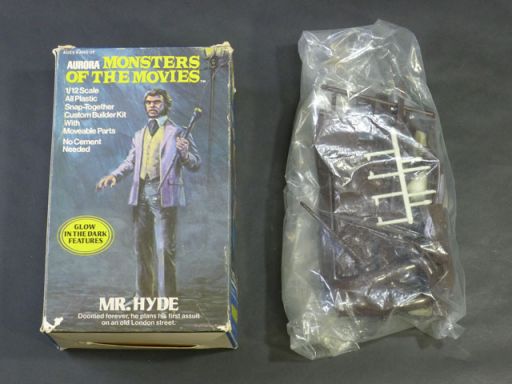 AURORA MONSTERS
OF THE MOVIES™
1/12 Scale
All Plastic
Snap-Together
Custom Builder Kit
With
Moveable Parts
No Cement
Needed
GLOW
IN THE DARK
FEATURES
MR. HYDE
Doomed forever, he plans his first assult
on an old London street.